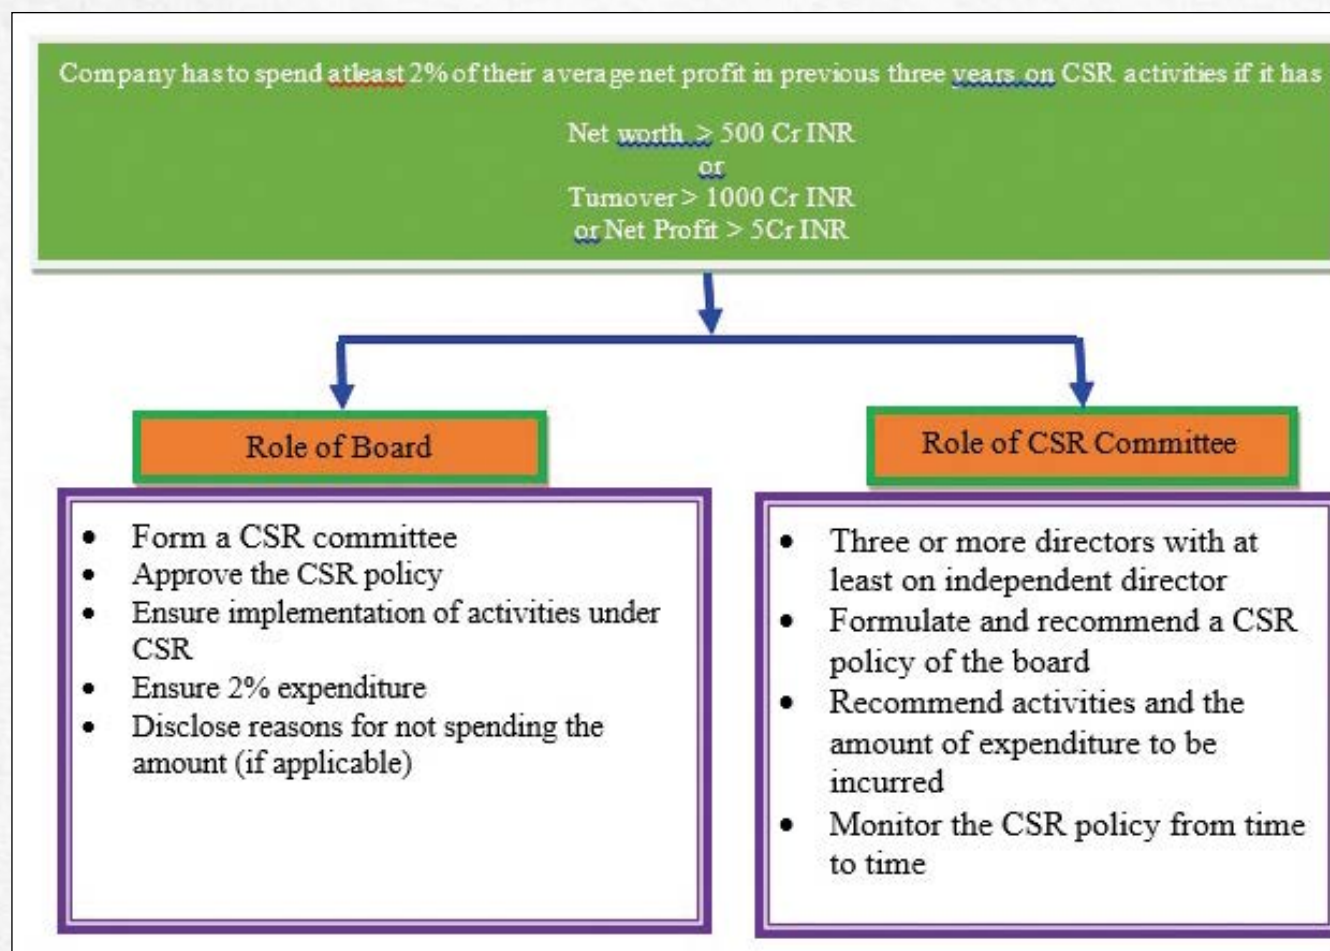 Company has to spend atleast 2% of their average net profit in previous three years on CSR activities if it has
Net worth > 500 Cr INR
or
Turnover > 1000 Cr INR
or Net Profit > 5Cr INR
Role of Board
• Form a CSR committee
• Approve the CSR policy
• Ensure implementation of activities under
CSR
• Ensure 2% expenditure
• Disclose reasons for not spending the
amount (if applicable)
Role of CSR Committee
• Three or more directors with at
least on independent director
• Formulate and recommend a CSR
policy of the board
• Recommend activities and the
amount of expenditure to be
incurred
• Monitor the CSR policy from time
to time